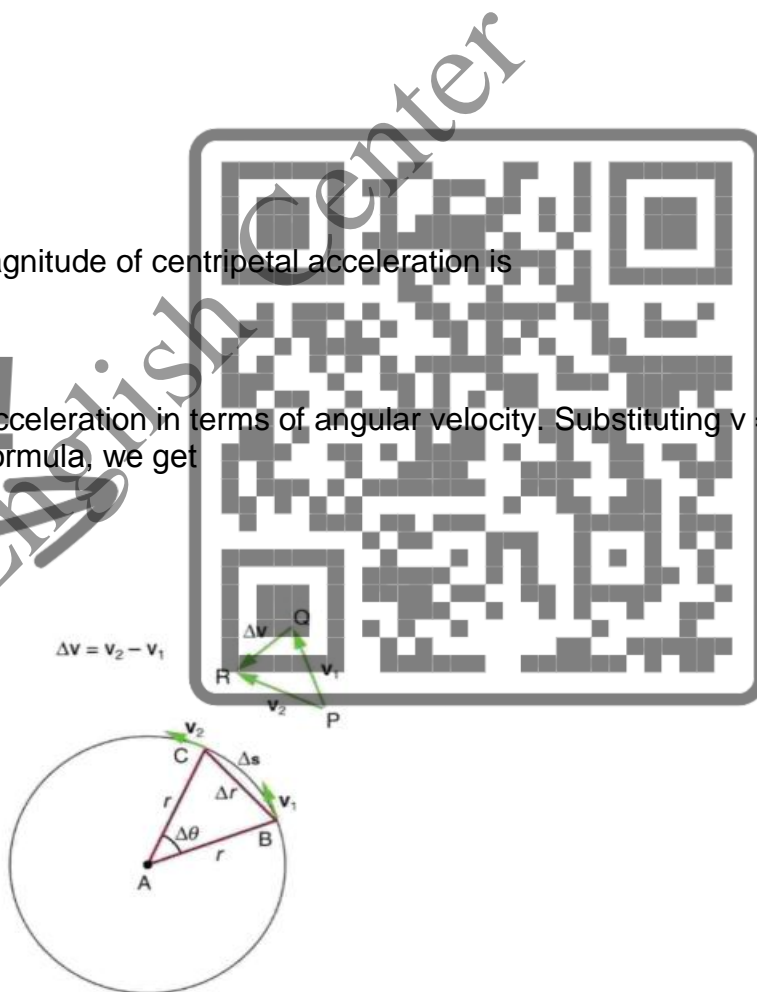 English Center
agnitude of centripetal acceleration is
cceleration in terms of angular velocity. Substituting v
ormula, we get
Δv = v₂ – v₁
Q
Δv
R
v₁
v₂
P
v₂
C
Δs
r
Δr
v₁
Δθ
B
r
A